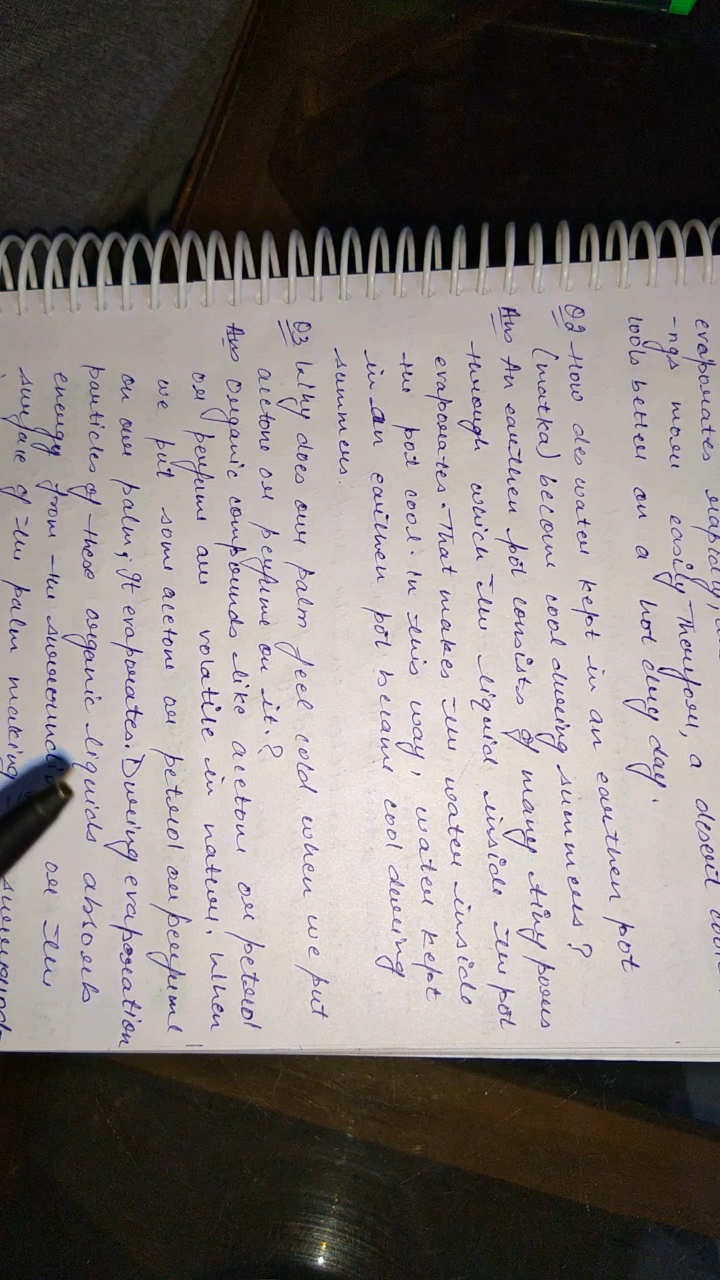 evaporates rapidly,
-ngs more easily. Therefore, a desert
cools better on a hot dry day.
Q2 How des water kept in an earthen pot
(matka) become cool during summers?
Ans An earthen pot consists of many tiny pores
through which the liquid inside the pot
evaporates. That makes the water inside
the pot cool. In this way, water kept
in an earthen pot became cool during
summers.
Q3 Why does our palm feel cold when we put
acetone or perfume on it?
Ans Organic compounds like acetone or petrol
or perfume are volatile in nature. When
we put some acetone or petrol or perfume
on our palm, It evaporates. During evaporation
particles of these organic liquids absorb
energy from the or the
surface of the palm making